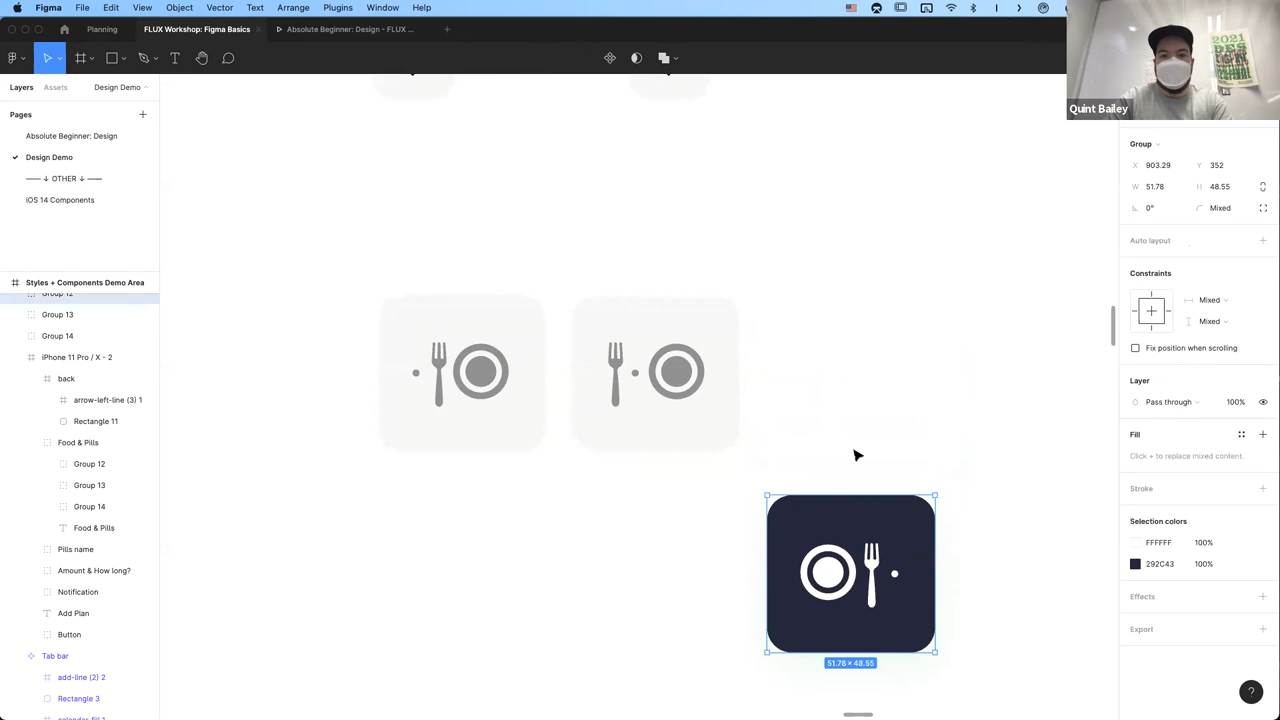 Figma File Edit View Object Vector Text Arrange Plugins Window Help
Planning FLUX Workshop: Figma Basics Absolute Beginner: Design - FLUX ...
2021
Quint Bailey
Layers Assets Design Demo
Pages
Absolute Beginner: Design
Design Demo
—— ↓ OTHER ↓ ——
iOS 14 Components
Styles + Components Demo Area
Group 12
Group 13
Group 14
iPhone 11 Pro / X - 2
back
arrow-left-line (3) 1
Rectangle 11
Food & Pills
Group 12
Group 13
Group 14
Food & Pills
Pills name
Amount & How long?
Notification
Add Plan
Button
Tab bar
add-line (2) 2
Rectangle 3
calendar-fill 1
51.78 × 48.55
Group
X 903.29 Y 352
W 51.78 H 48.55
0° Mixed
Auto layout
Constraints
Mixed
Mixed
Fix position when scrolling
Layer
Pass through 100%
Fill
Click + to replace mixed content.
Stroke
Selection colors
FFFFFF 100%
292C43 100%
Effects
Export
?